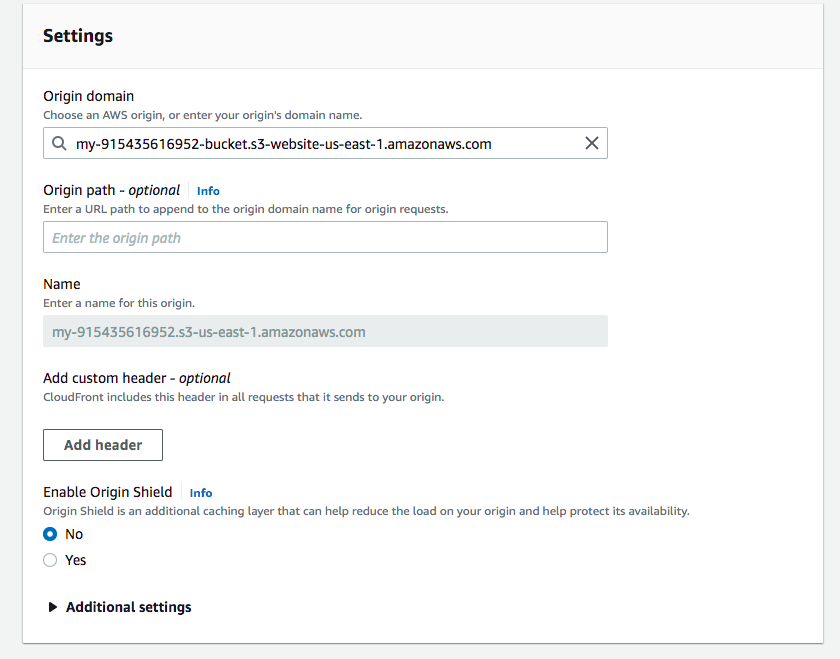 Settings
Origin domain
Choose an AWS origin, or enter your origin's domain name.
my-915435616952-bucket.s3-website-us-east-1.amazonaws.com
Origin path - optional Info
Enter a URL path to append to the origin domain name for origin requests.
Enter the origin path
Name
Enter a name for this origin.
my-915435616952.s3-us-east-1.amazonaws.com
Add custom header - optional
CloudFront includes this header in all requests that it sends to your origin.
Add header
Enable Origin Shield Info
Origin Shield is an additional caching layer that can help reduce the load on your origin and help protect its availability.
No
Yes
Additional settings